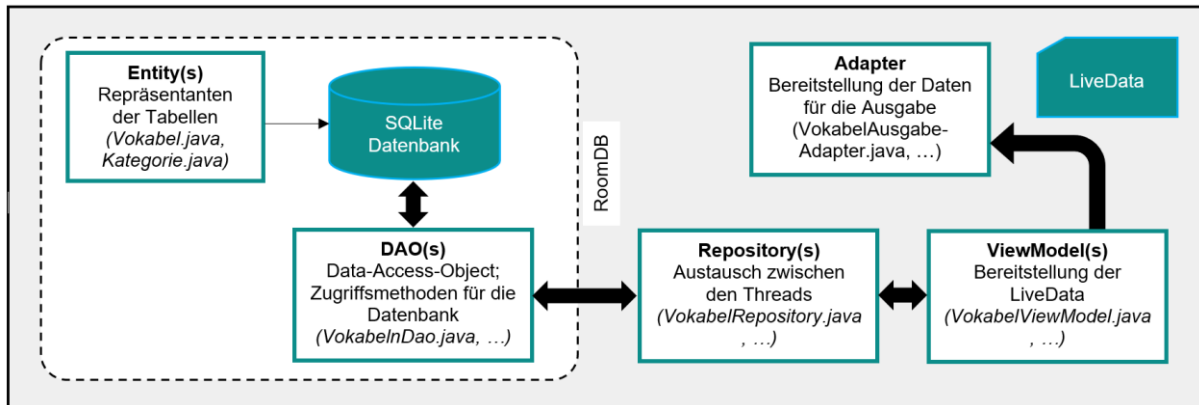 Entity(s)
Repräsentanten
der Tabellen
(Vokabel.java,
Kategorie.java)
SQLite
Datenbank
DAO(s)
Data-Access-Object;
Zugriffsmethoden für die
Datenbank
(VokabelnDao.java, …)
RoomDB
Repository(s)
Austausch zwischen
den Threads
(VokabelRepository.java
, …)
Adapter
Bereitstellung der Daten
für die Ausgabe
(VokabelAusgabe-
Adapter.java, …)
LiveData
ViewModel(s)
Bereitstellung der
LiveData
(VokabelViewModel.java
, …)